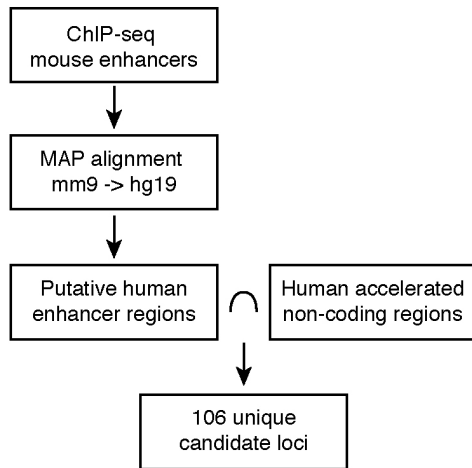 ChIP-seq
mouse enhancers
MAP alignment
mm9 -> hg19
Putative human
enhancer regions
∩
Human accelerated
non-coding regions
106 unique
candidate loci